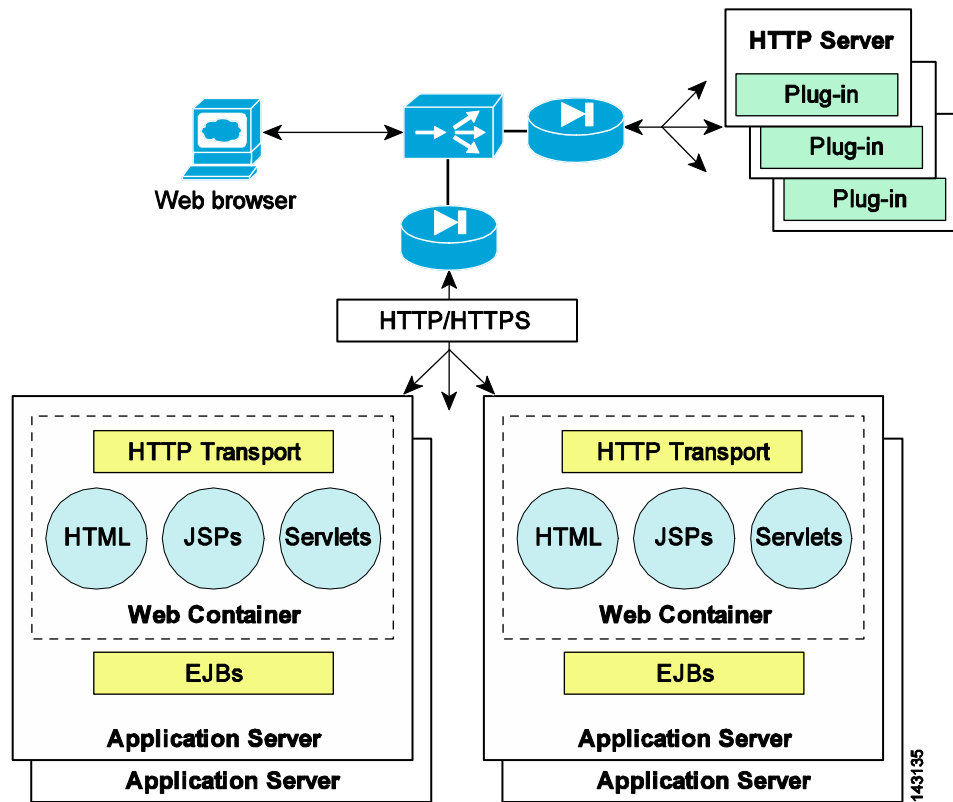 HTTP Server
Plug-in
Plug-in
Plug-in
Web browser
HTTP/HTTPS
HTTP Transport
HTML
JSPs
Servlets
Web Container
EJBs
Application Server
Application Server
HTTP Transport
HTML
JSPs
Servlets
Web Container
EJBs
Application Server
Application Server
143135